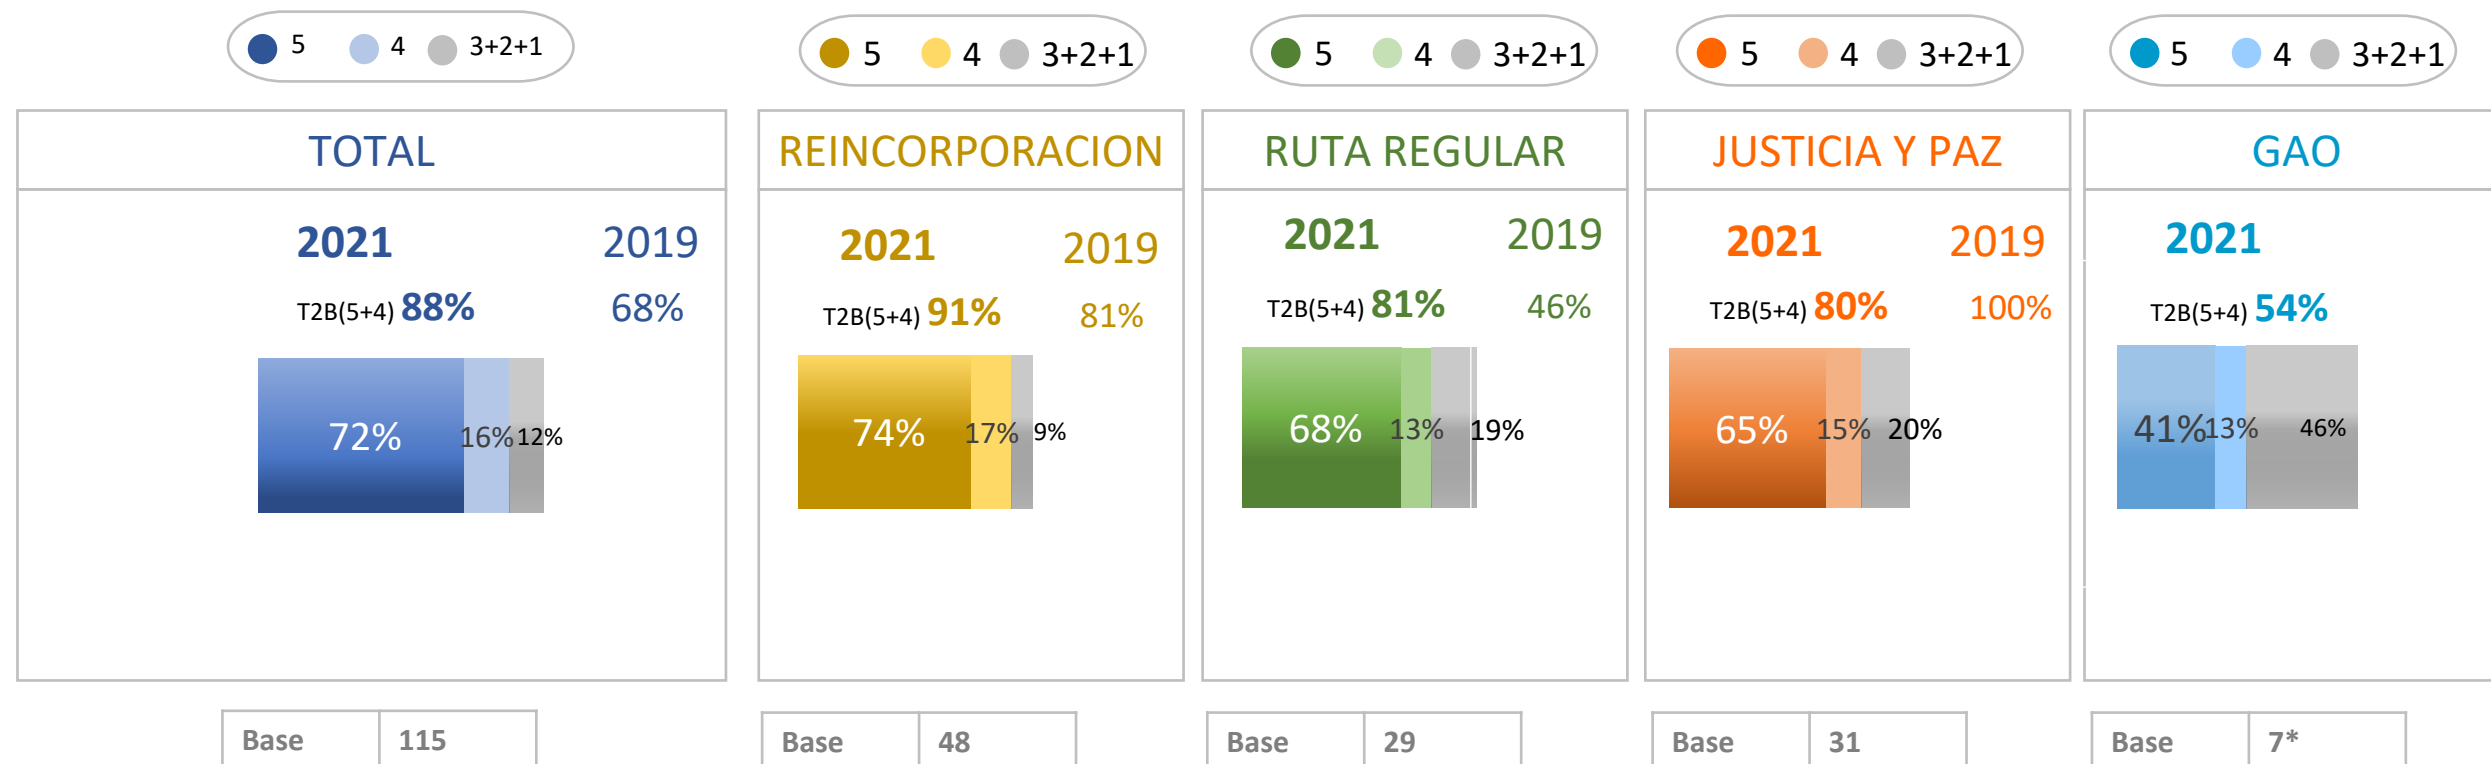 5 4 3+2+1
5 4 3+2+1
5 4 3+2+1
5 4 3+2+1
5 4 3+2+1
TOTAL
2021 2019
T2B(5+4) 88% 68%
72% 16% 12%
Base 115
REINCORPORACION
2021 2019
T2B(5+4) 91% 81%
74% 17% 9%
Base 48
RUTA REGULAR
2021 2019
T2B(5+4) 81% 46%
68% 13% 19%
Base 29
JUSTICIA Y PAZ
2021 2019
T2B(5+4) 80% 100%
65% 15% 20%
Base 31
GAO
2021
T2B(5+4) 54%
41% 13% 46%
Base 7*